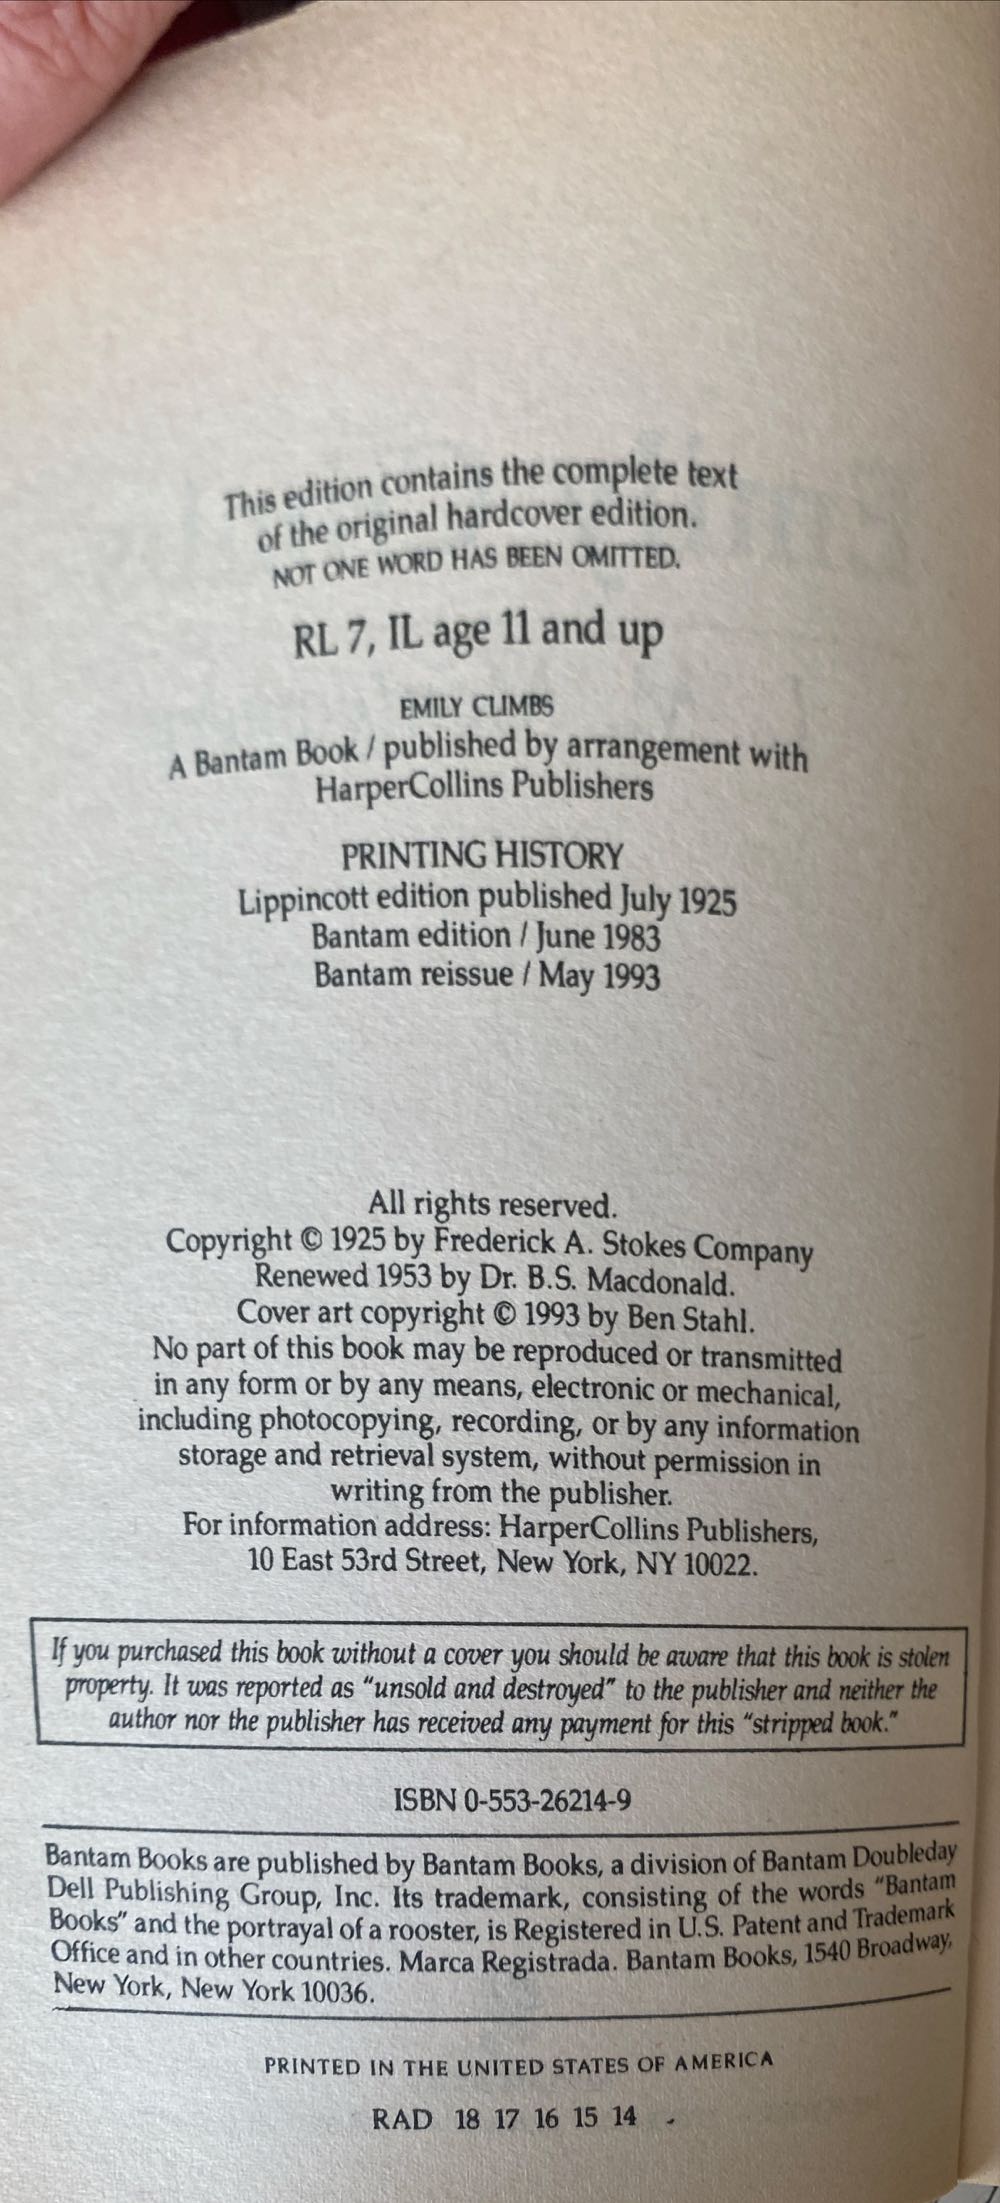 This edition contains the complete text
of the original hardcover edition.
NOT ONE WORD HAS BEEN OMITTED.
RL 7, IL age 11 and up
EMILY CLIMBS
A Bantam Book / published by arrangement with
HarperCollins Publishers
PRINTING HISTORY
Lippincott edition published July 1925
Bantam edition / June 1983
Bantam reissue / May 1993
All rights reserved.
Copyright © 1925 by Frederick A. Stokes Company
Renewed 1953 by Dr. B.S. Macdonald.
Cover art copyright © 1993 by Ben Stahl.
No part of this book may be reproduced or transmitted
in any form or by any means, electronic or mechanical,
including photocopying, recording, or by any information
storage and retrieval system, without permission in
writing from the publisher.
For information address: HarperCollins Publishers,
10 East 53rd Street, New York, NY 10022.
If you purchased this book without a cover you should be aware that this book is stolen
property. It was reported as “unsold and destroyed” to the publisher and neither the
author nor the publisher has received any payment for this “stripped book.”
ISBN 0-553-26214-9
Bantam Books are published by Bantam Books, a division of Bantam Doubleday
Dell Publishing Group, Inc. Its trademark, consisting of the words “Bantam
Books” and the portrayal of a rooster, is Registered in U.S. Patent and Trademark
Office and in other countries. Marca Registrada. Bantam Books, 1540 Broadway,
New York, New York 10036.
PRINTED IN THE UNITED STATES OF AMERICA
RAD 18 17 16 15 14